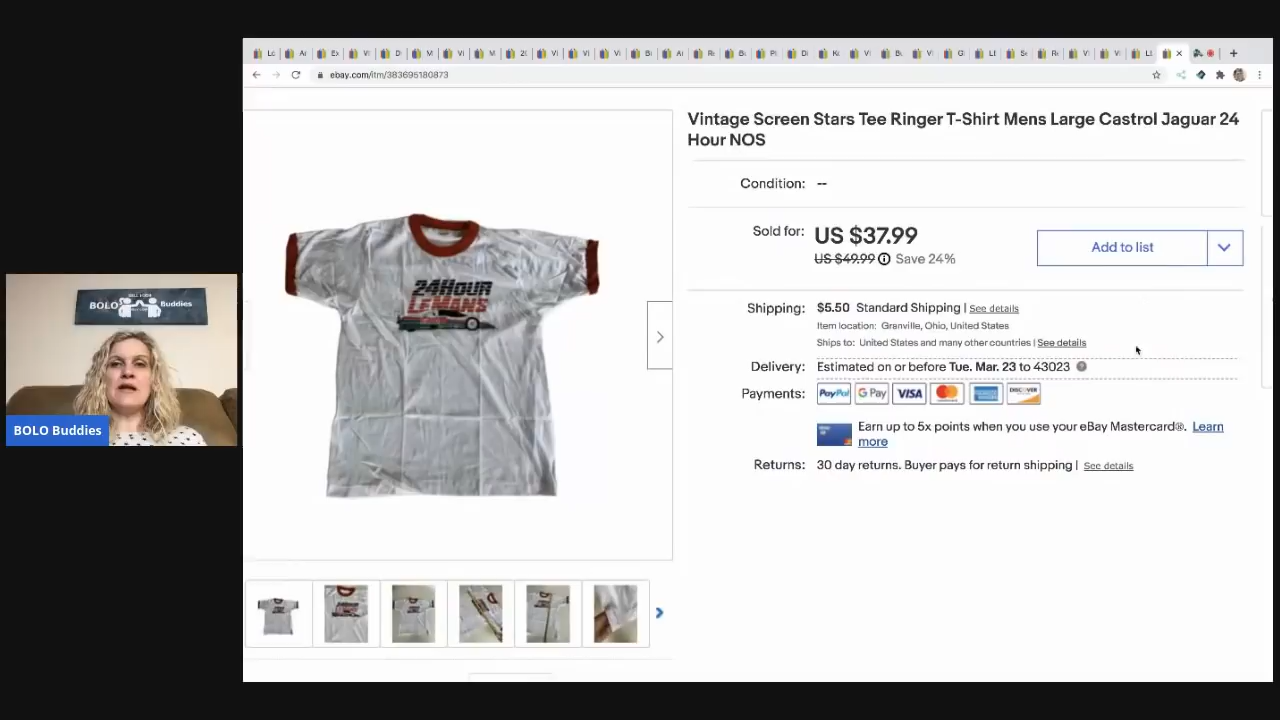 ebay.com/itm/383695180873
Vintage Screen Stars Tee Ringer T-Shirt Mens Large Castrol Jaguar 24
Hour NOS
Condition: --
Sold for: US $37.99
US $49.99 Save 24%
Add to list
Shipping: $5.50 Standard Shipping | See details
Item location: Granville, Ohio, United States
Ships to: United States and many other countries | See details
Delivery: Estimated on or before Tue. Mar. 23 to 43023
Payments: PayPal G Pay VISA
DISCOVER
Earn up to 5x points when you use your eBay Mastercard®. Learn
more
Returns: 30 day returns. Buyer pays for return shipping | See details
24HOUR
LEMANS
BOLO Buddies
BOLO Buddies